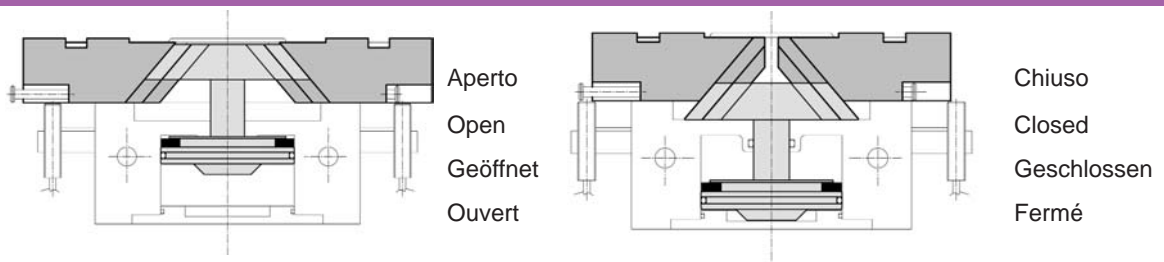 Aperto
Open
Geöffnet
Ouvert
Chiuso
Closed
Geschlossen
Fermé